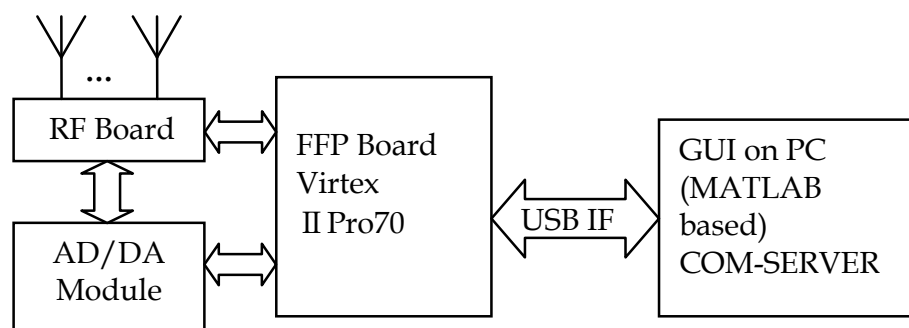 ...
RF Board
AD/DA
Module
FFP Board
Virtex
II Pro70
USB IF
GUI on PC
(MATLAB
based)
COM-SERVER